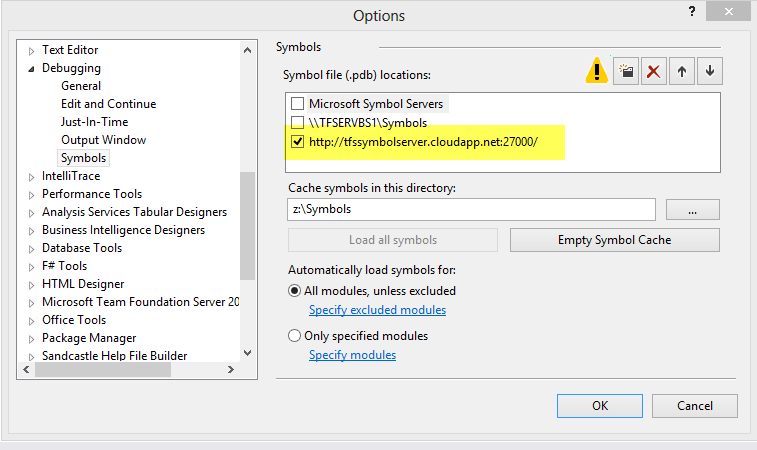 Options
?
Text Editor
Debugging
General
Edit and Continue
Just-In-Time
Output Window
Symbols
IntelliTrace
Performance Tools
Analysis Services Tabular Designers
Business Intelligence Designers
Database Tools
F# Tools
HTML Designer
Microsoft Team Foundation Server 20
Office Tools
Package Manager
Sandcastle Help File Builder
Symbols
Symbol file (.pdb) locations:
Microsoft Symbol Servers
\\TFSERVBS1\Symbols
http://tfssymbolserver.cloudapp.net:27000/
Cache symbols in this directory:
z:\Symbols
...
Load all symbols
Empty Symbol Cache
Automatically load symbols for:
All modules, unless excluded
Specify excluded modules
Only specified modules
Specify modules
OK
Cancel